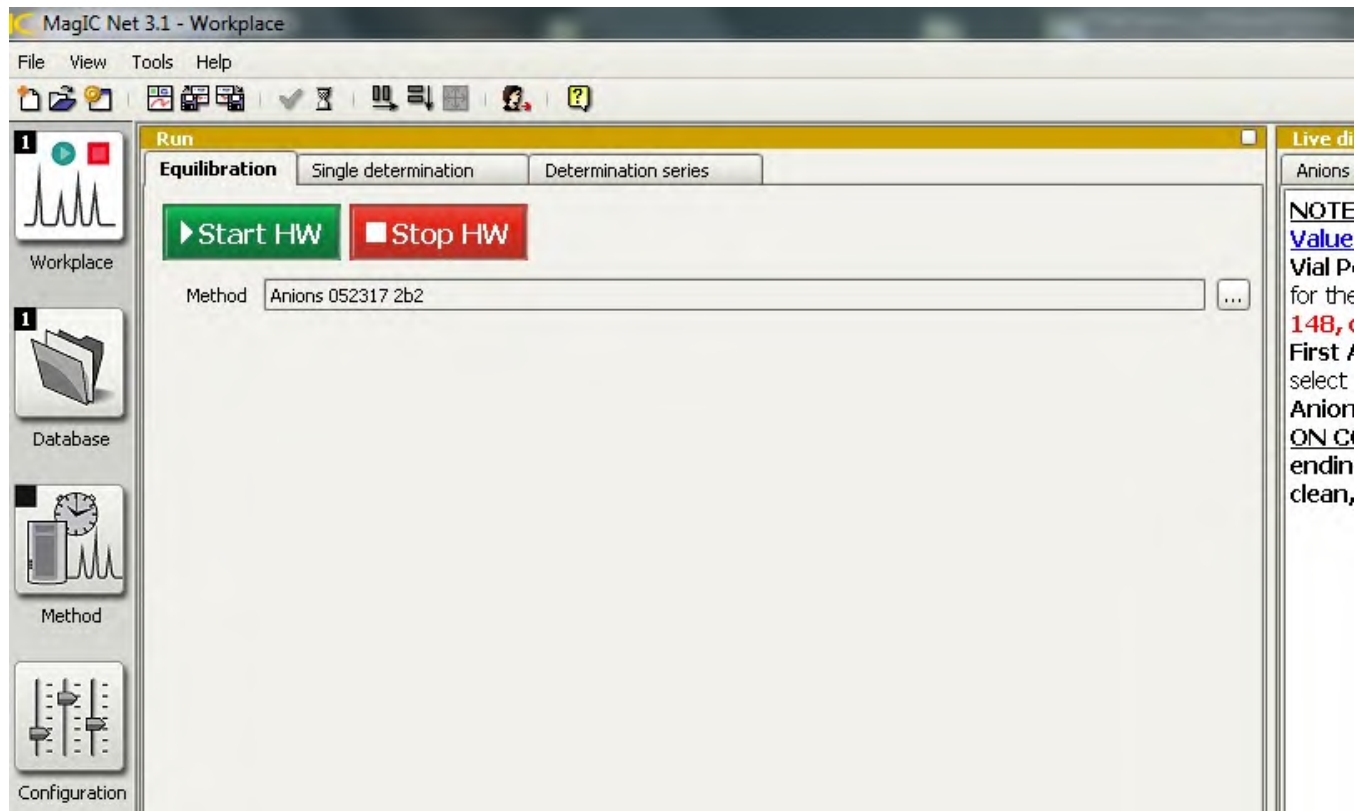 MagIC Net 3.1 - Workplace
File View Tools Help
1
Workplace
1
Database
Method
Configuration
Run
Equilibration Single determination Determination series
Start HW Stop HW
Method Anions 052317 2b2 ...
Live di
Anions
NOTE
Value
Vial P
for the
148,
First
select
Anion
ON C
endin
clean,